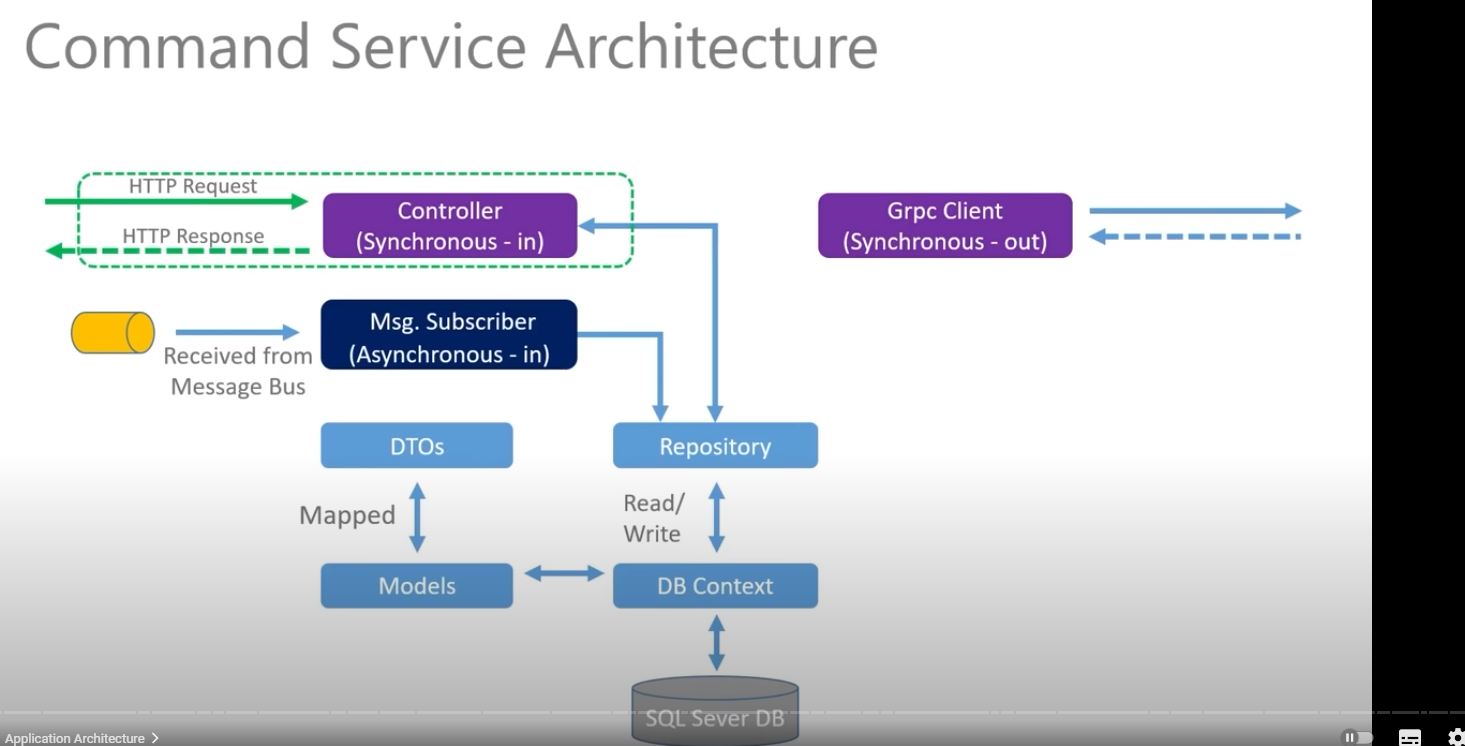 Command Service Architecture
HTTP Request
HTTP Response
Controller
(Synchronous - in)
Grpc Client
(Synchronous - out)
Received from
Message Bus
Msg. Subscriber
(Asynchronous - in)
DTOs
Repository
Mapped
Read/
Write
Models
DB Context
SQL Sever DB
Application Architecture